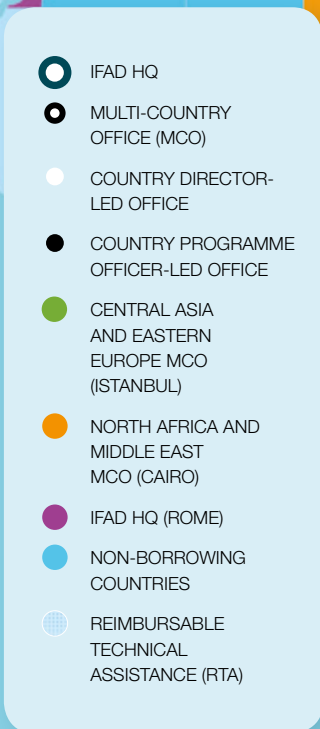 IFAD HQ
MULTI-COUNTRY
OFFICE (MCO)
COUNTRY DIRECTOR-
LED OFFICE
COUNTRY PROGRAMME
OFFICER-LED OFFICE
CENTRAL ASIA
AND EASTERN
EUROPE MCO
(ISTANBUL)
NORTH AFRICA AND
MIDDLE EAST
MCO (CAIRO)
IFAD HQ (ROME)
NON-BORROWING
COUNTRIES
REIMBURSABLE
TECHNICAL
ASSISTANCE (RTA)